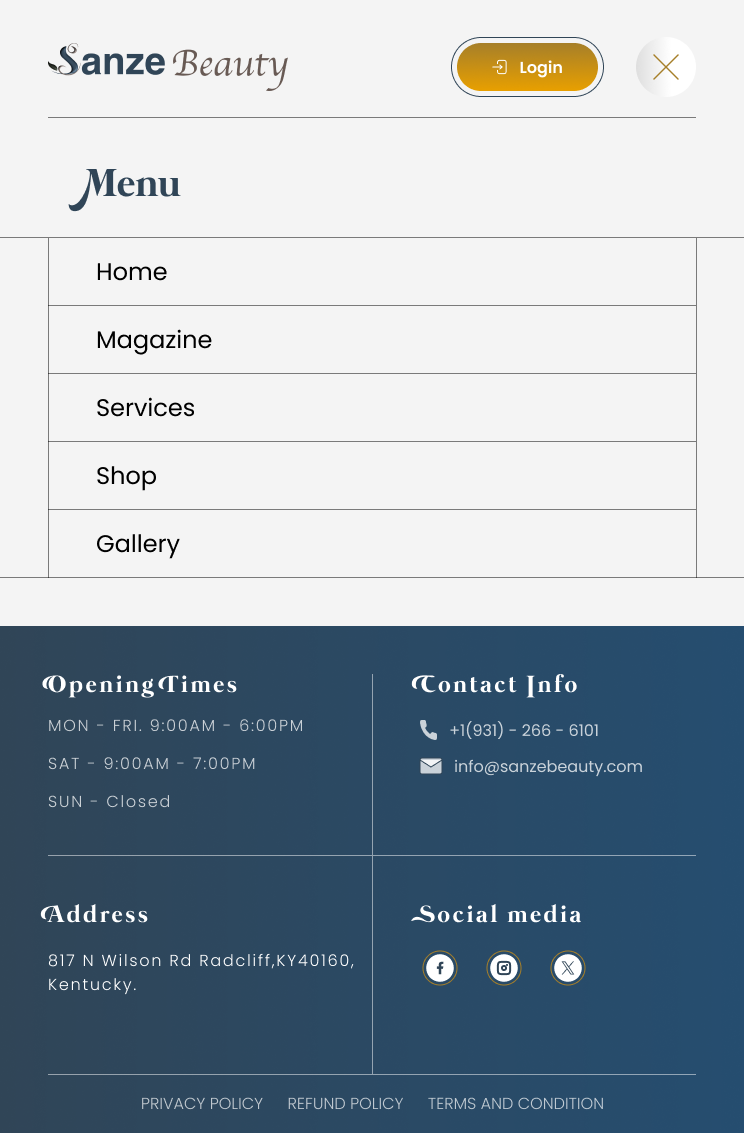 Sanze Beauty
Login
Menu
Home
Magazine
Services
Shop
Gallery
Opening Times
MON - FRI. 9:00AM - 6:00PM
SAT - 9:00AM - 7:00PM
SUN - Closed
Contact Info
+1(931) - 266 - 6101
info@sanzebeauty.com
Address
817 N Wilson Rd Radcliff,KY40160,
Kentucky.
Social media
PRIVACY POLICY
REFUND POLICY
TERMS AND CONDITION